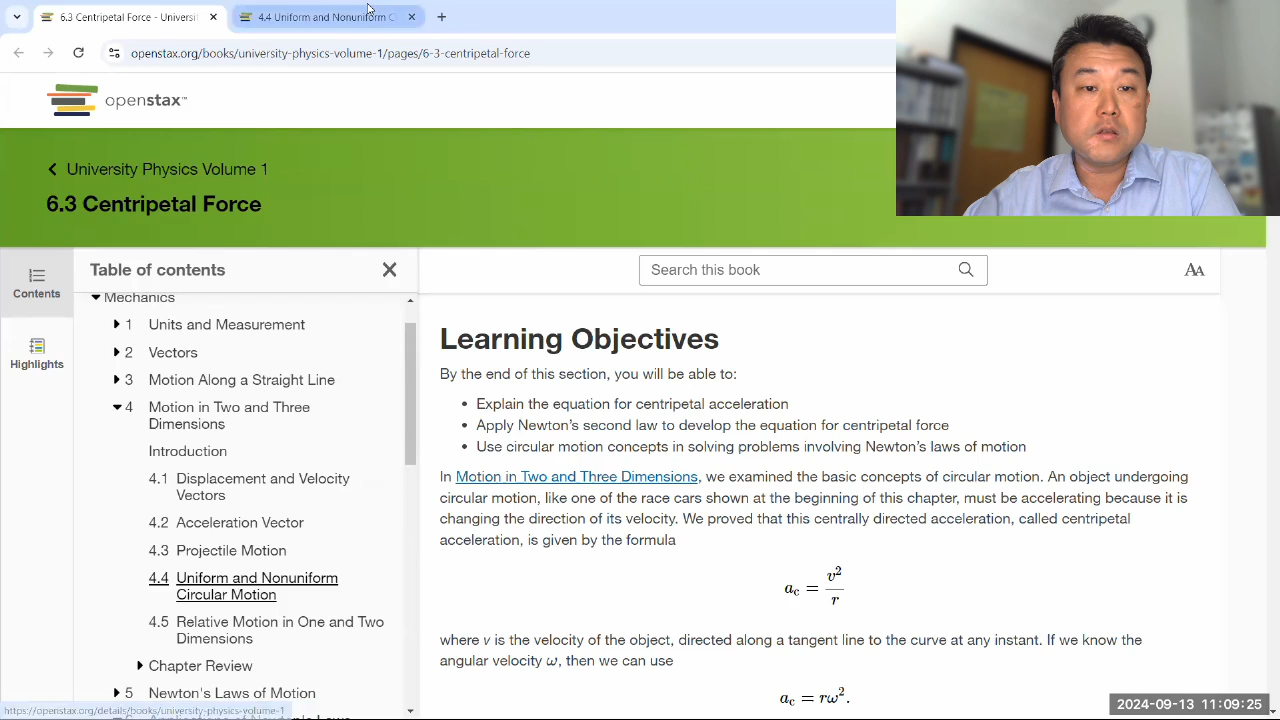 6.3 Centripetal Force - Universi
4.4 Uniform and Nonuniform C
openstax.org/books/university-physics-volume-1/pages/6-3-centripetal-force
openstax™
University Physics Volume 1
6.3 Centripetal Force
Contents
Highlights
Table of contents
Search this book
AA
Mechanics
1 Units and Measurement
2 Vectors
3 Motion Along a Straight Line
4 Motion in Two and Three
Dimensions
Introduction
4.1 Displacement and Velocity
Vectors
4.2 Acceleration Vector
4.3 Projectile Motion
4.4 Uniform and Nonuniform
Circular Motion
4.5 Relative Motion in One and Two
Dimensions
Chapter Review
5 Newton's Laws of Motion
6 Applications of Newton's Laws
https://openstax.org/details/books/university-physics-volume-1
Learning Objectives
By the end of this section, you will be able to:
• Explain the equation for centripetal acceleration
• Apply Newton's second law to develop the equation for centripetal force
• Use circular motion concepts in solving problems involving Newton's laws of motion
In Motion in Two and Three Dimensions, we examined the basic concepts of circular motion. An object undergoing
circular motion, like one of the race cars shown at the beginning of this chapter, must be accelerating because it is
changing the direction of its velocity. We proved that this centrally directed acceleration, called centripetal
acceleration, is given by the formula
a_c = v²/r
where v is the velocity of the object, directed along a tangent line to the curve at any instant. If we know the
angular velocity ω, then we can use
a_c = rω².
2024-09-13 11:09:25